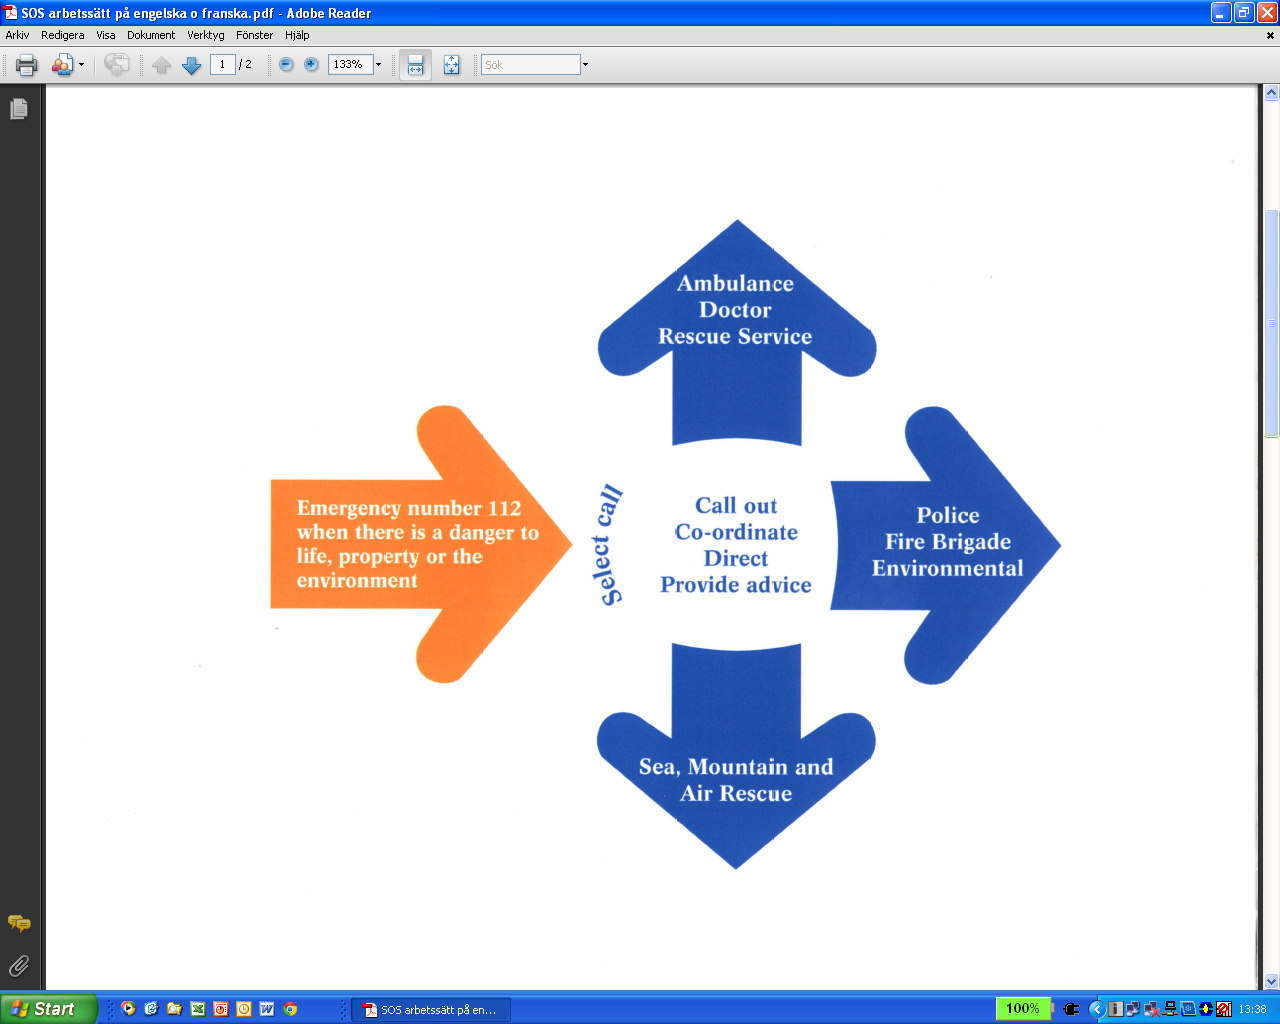 SOS arbetssätt på engelska o franska.pdf - Adobe Reader
Arkiv Redigera Visa Dokument Verktyg Fönster Hjälp
1 / 2 133% Sök
Ambulance
Doctor
Rescue Service
Emergency number 112
when there is a danger to
life, property or the
environment
Select call
Call out
Co-ordinate
Direct
Provide advice
Police
Fire Brigade
Environmental
Sea, Mountain and
Air Rescue
Start
SOS arbetssätt på en...
100%
13:38